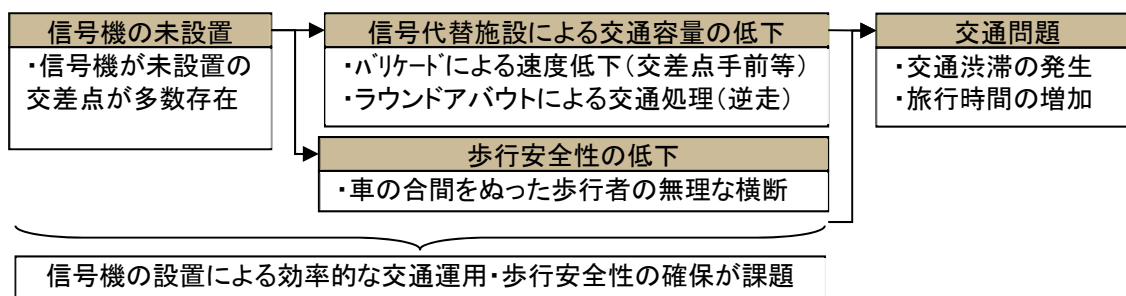 信号機の未設置
・信号機が未設置の
交差点が多数存在
信号代替施設による交通容量の低下
・バリケードによる速度低下(交差点手前等)
・ラウンドアバウトによる交通処理(逆走)
歩行安全性の低下
・車の合間をぬった歩行者の無理な横断
交通問題
・交通渋滞の発生
・旅行時間の増加
信号機の設置による効率的な交通運用・歩行安全性の確保が課題